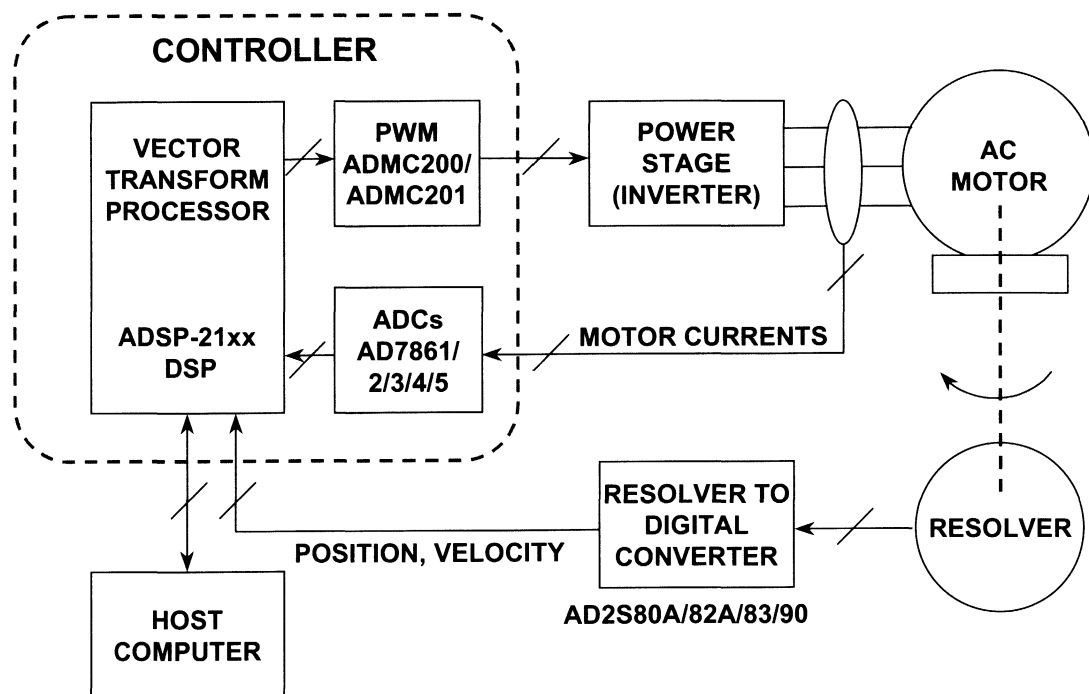 CONTROLLER
VECTOR
TRANSFORM
PROCESSOR
ADSP-21xx
DSP
PWM
ADMC200/
ADMC201
ADCs
AD7861/
2/3/4/5
POWER
STAGE
(INVERTER)
AC
MOTOR
MOTOR CURRENTS
RESOLVER TO
DIGITAL
CONVERTER
AD2S80A/82A/83/90
RESOLVER
POSITION, VELOCITY
HOST
COMPUTER